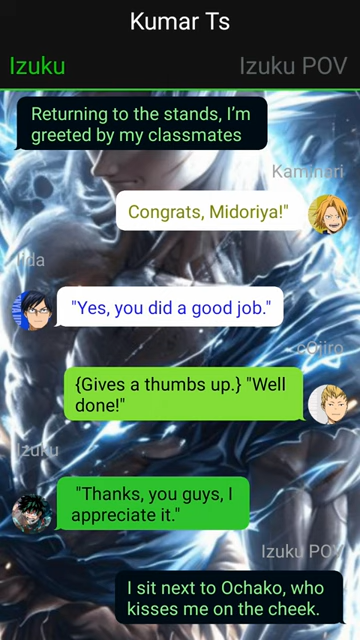 Kumar Ts
Izuku
Izuku POV
Returning to the stands, I’m
greeted by my classmates
Kaminari
Congrats, Midoriya!"
Iida
"Yes, you did a good job."
cOjiro
{Gives a thumbs up.} "Well
done!"
Izuku
"Thanks, you guys, I
appreciate it."
Izuku POV
I sit next to Ochako, who
kisses me on the cheek.